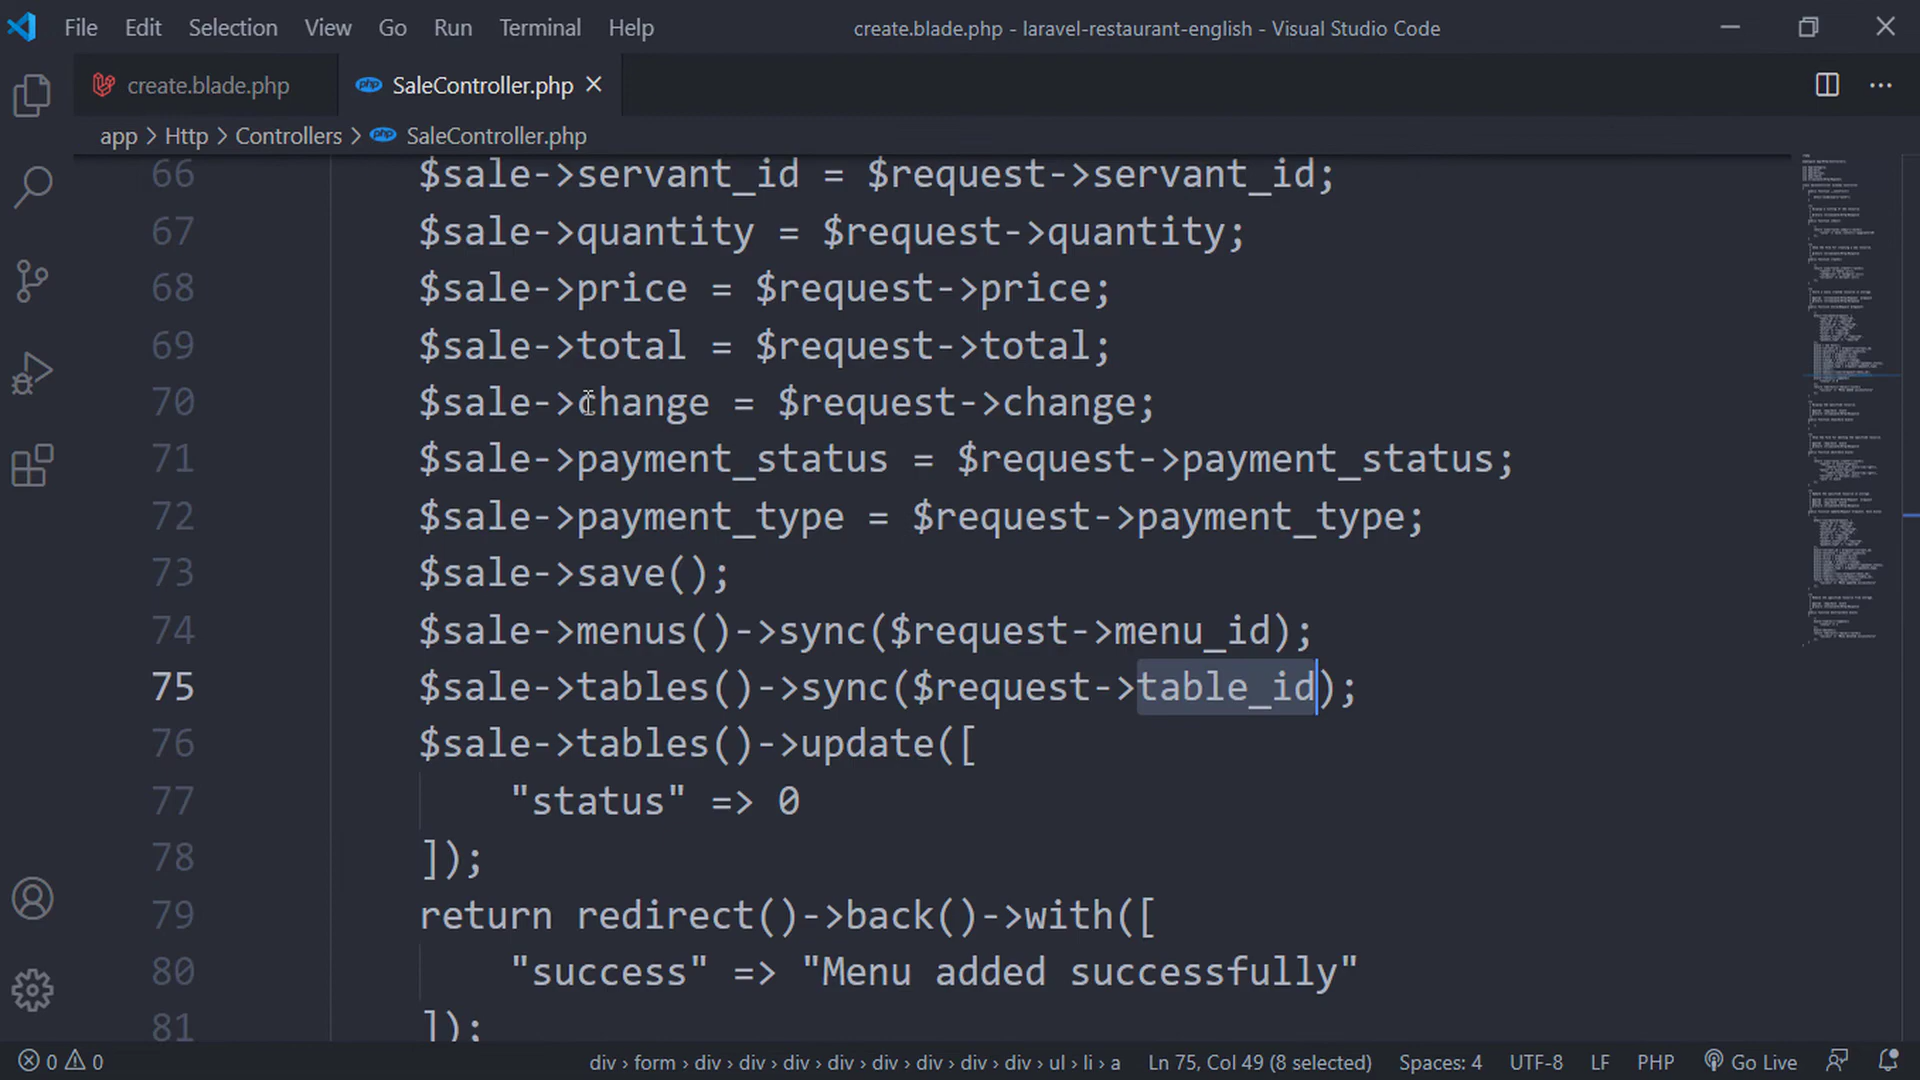 File Edit Selection View Go Run Terminal Help create.blade.php - laravel-restaurant-english - Visual Studio Code
create.blade.php SaleController.php
app > Http > Controllers > SaleController.php
66 $sale->servant_id = $request->servant_id;
67 $sale->quantity = $request->quantity;
68 $sale->price = $request->price;
69 $sale->total = $request->total;
70 $sale->change = $request->change;
71 $sale->payment_status = $request->payment_status;
72 $sale->payment_type = $request->payment_type;
73 $sale->save();
74 $sale->menus()->sync($request->menu_id);
75 $sale->tables()->sync($request->table_id);
76 $sale->tables()->update([
77 "status" => 0
78 ]);
79 return redirect()->back()->with([
80 "success" => "Menu added successfully"
81 ]);
0 0 div › form › div › div › div › div › div › div › div › div › ul › li › a Ln 75, Col 49 (8 selected) Spaces: 4 UTF-8 LF PHP Go Live